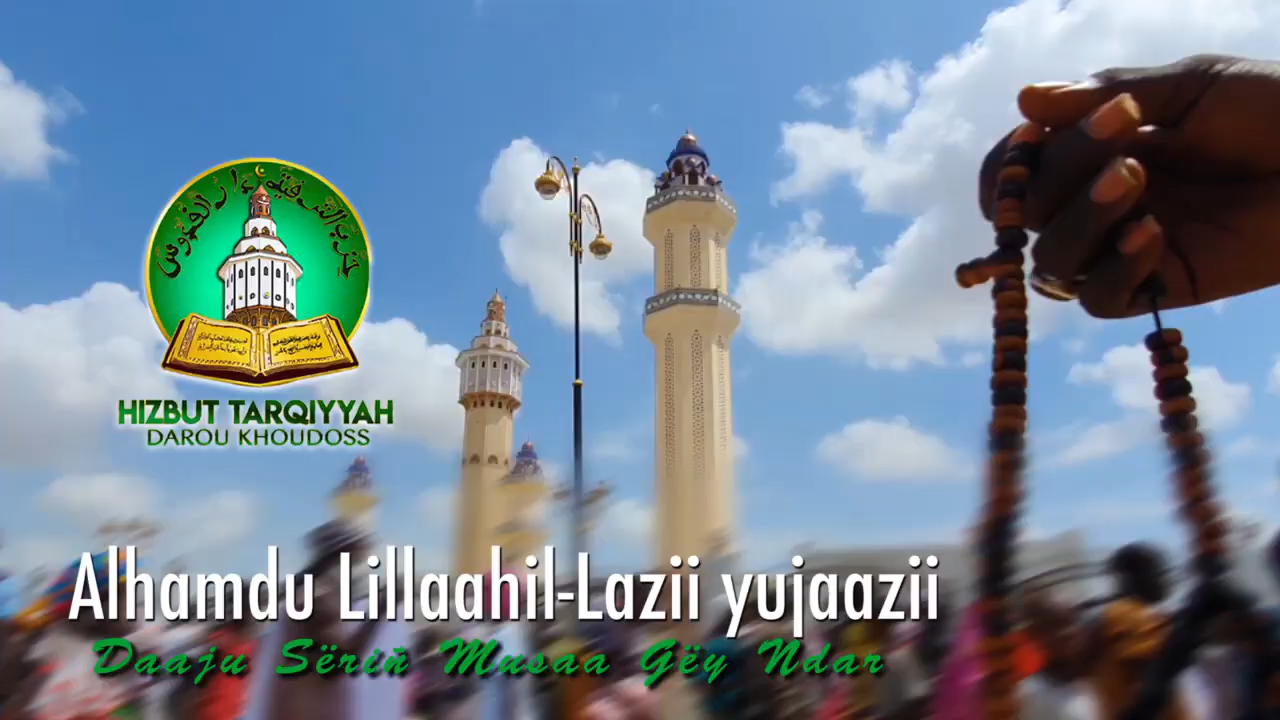 HIZBUT TARQIYYAH
DAROU KHOUDOSS
Alhamdu Lillaahil-Lazii yujaazii
Daaju Sëriñ Musaa Gëy Ndar